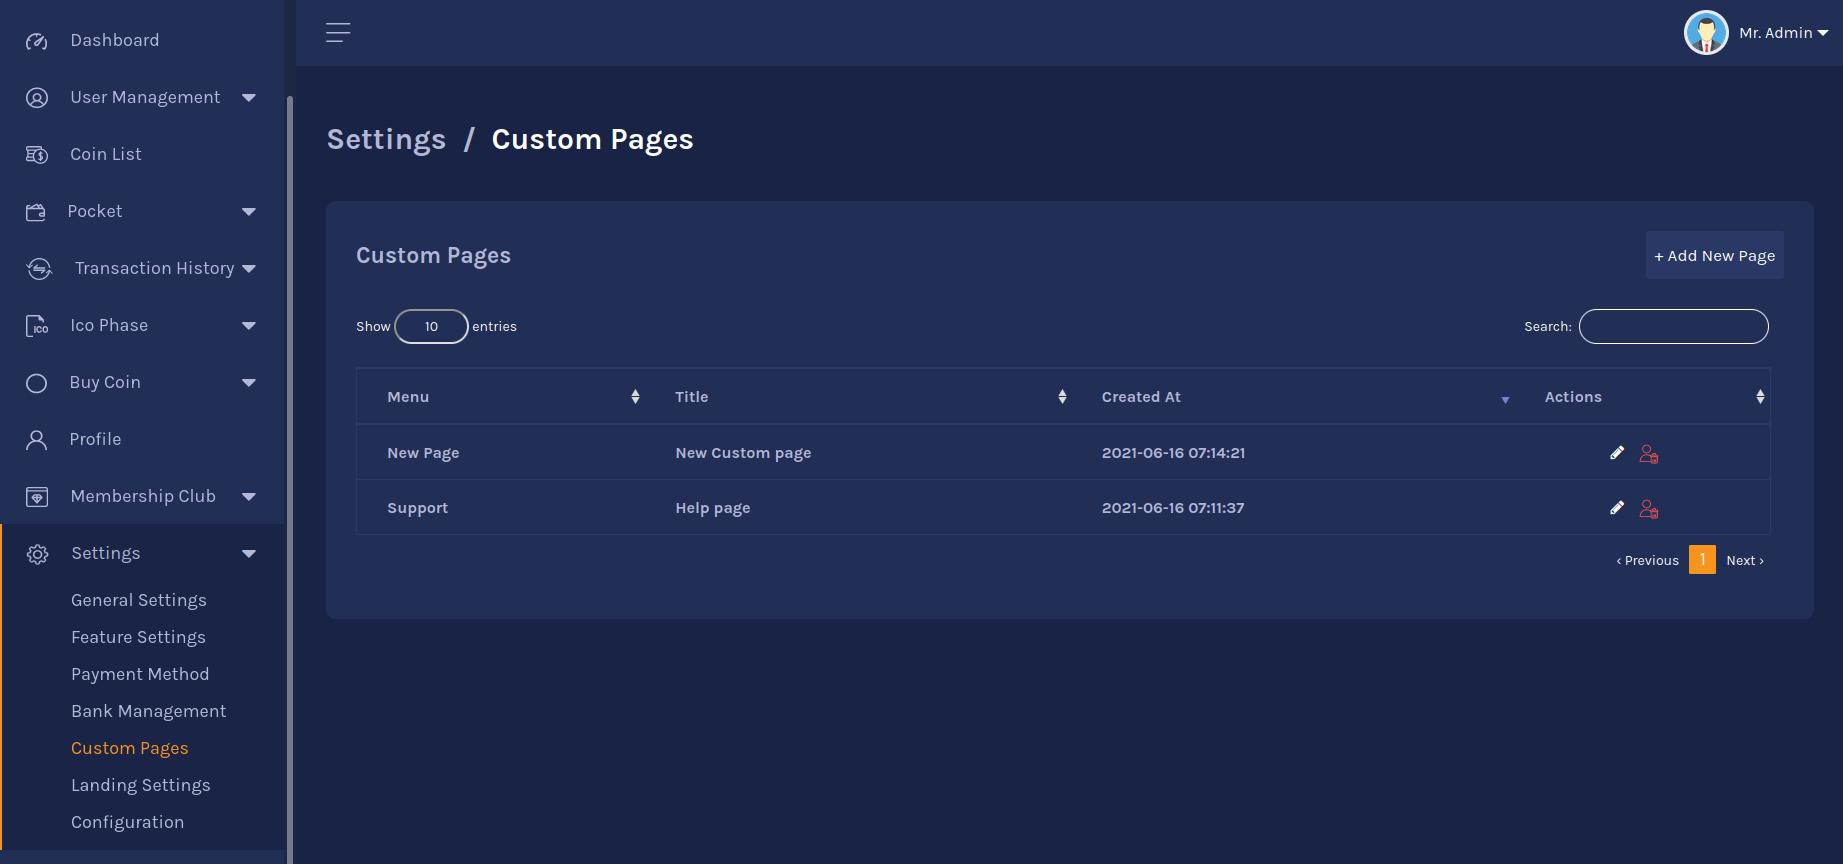 Dashboard
User Management
Coin List
Pocket
Transaction History
ICO
Ico Phase
Buy Coin
Profile
Membership Club
Settings
General Settings
Feature Settings
Payment Method
Bank Management
Custom Pages
Landing Settings
Configuration
Mr. Admin
Settings / Custom Pages
Custom Pages
+ Add New Page
Show 10 entries
Search:
Menu Title Created At Actions
New Page New Custom page 2021-06-16 07:14:21
Support Help page 2021-06-16 07:11:37
‹ Previous 1 Next ›